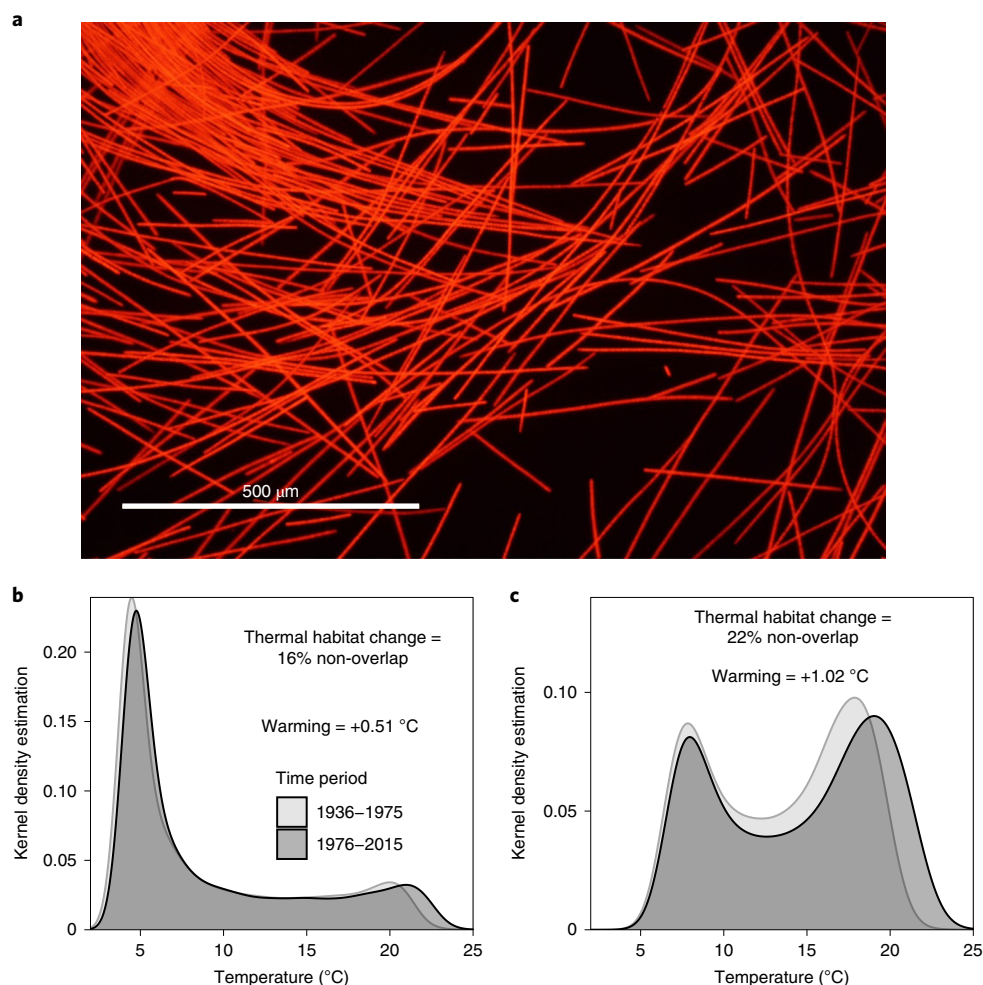 a
500 μm
b
Thermal habitat change =
16% non-overlap
Warming = +0.51 °C
Time period
1936–1975
1976–2015
Kernel density estimation
0.20
0.15
0.10
0.05
0
5
10
15
20
25
Temperature (°C)
c
Thermal habitat change =
22% non-overlap
Warming = +1.02 °C
Kernel density estimation
0.10
0.05
0
5
10
15
20
25
Temperature (°C)